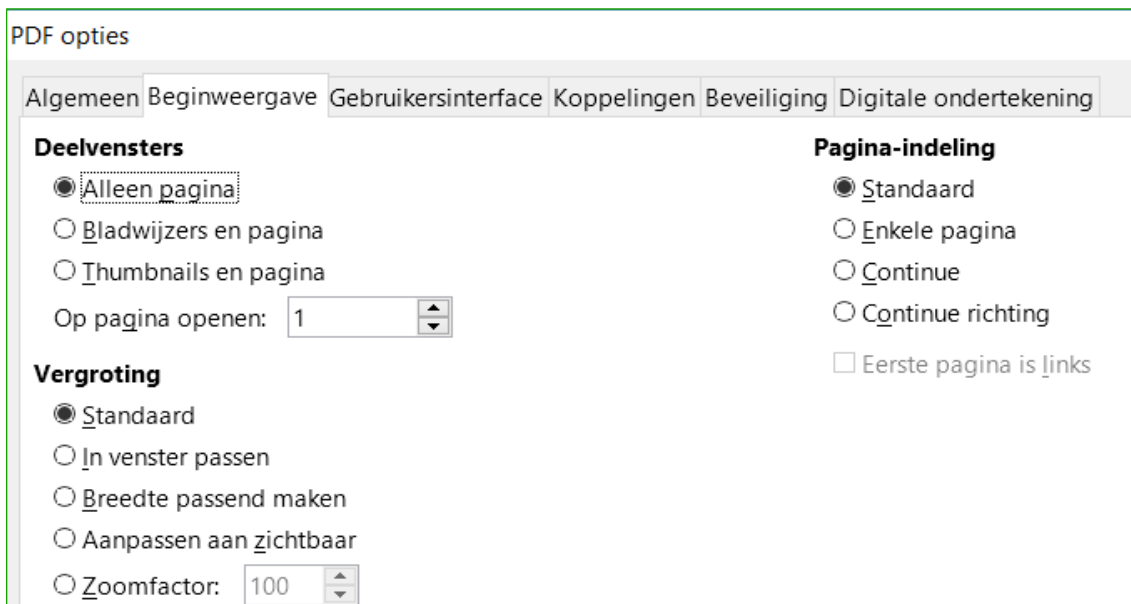 PDF opties
Algemeen Beginweergave Gebruikersinterface Koppelingen Beveiliging Digitale ondertekening
Deelvensters
Alleen pagina
Bladwijzers en pagina
Thumbnails en pagina
Op pagina openen: 1
Vergroting
Standaard
In venster passen
Breedte passend maken
Aanpassen aan zichtbaar
Zoomfactor: 100
Pagina-indeling
Standaard
Enkele pagina
Continue
Continue richting
Eerste pagina is links